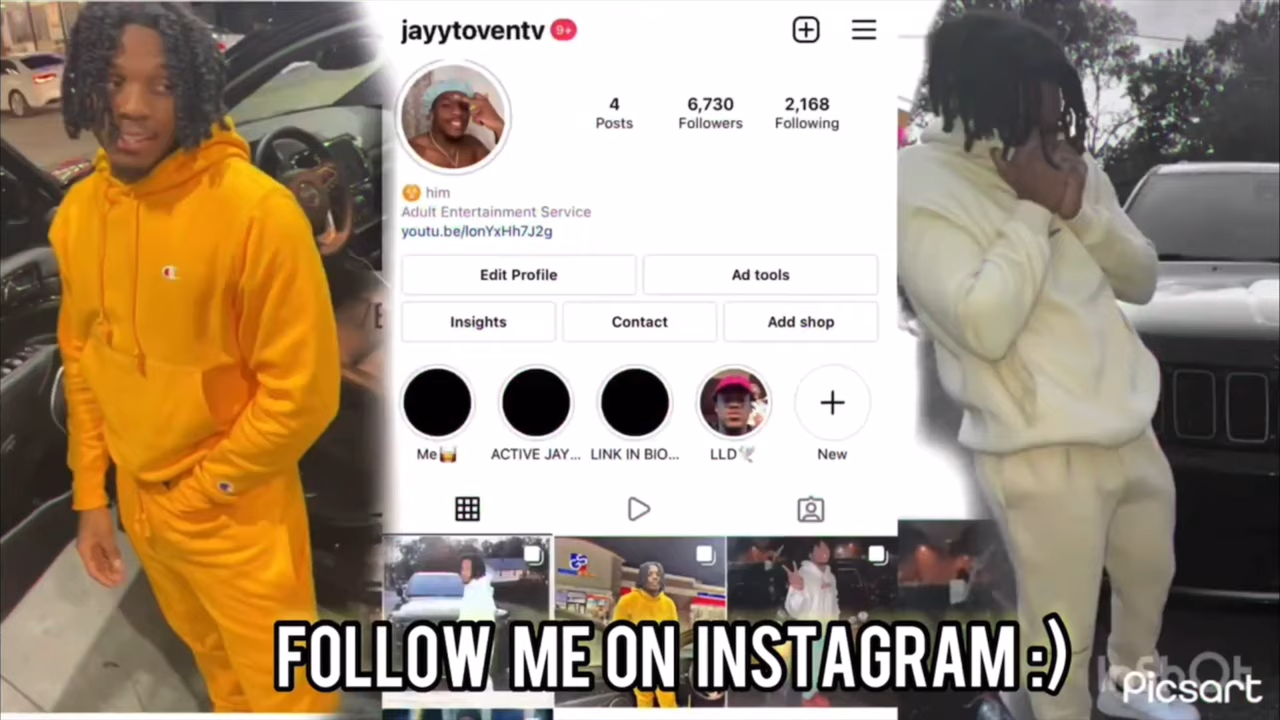 jayytoventv 9+
4 6,730 2,168
Posts Followers Following
him
Adult Entertainment Service
youtu.be/lonYxHh7J2g
Edit Profile Ad tools
Insights Contact Add shop
Me ACTIVE JAY... LINK IN BIO... LLD New
FOLLOW ME ON INSTAGRAM :)
Picsart